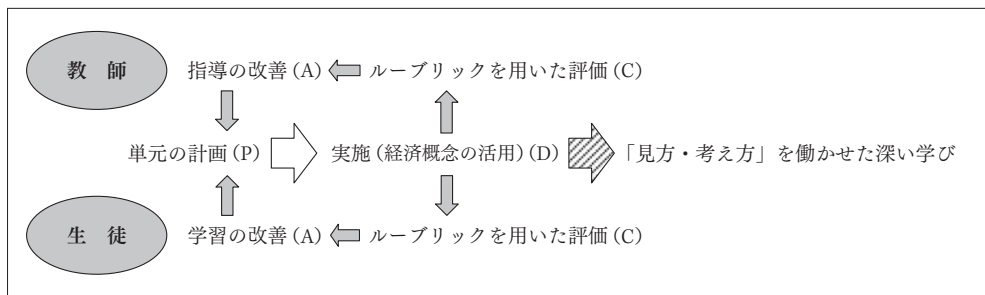 教 師 指導の改善(A) ルーブリックを用いた評価(C)
単元の計画(P) 実施(経済概念の活用)(D) 「見方・考え方」を働かせた深い学び
生 徒 学習の改善(A) ルーブリックを用いた評価(C)